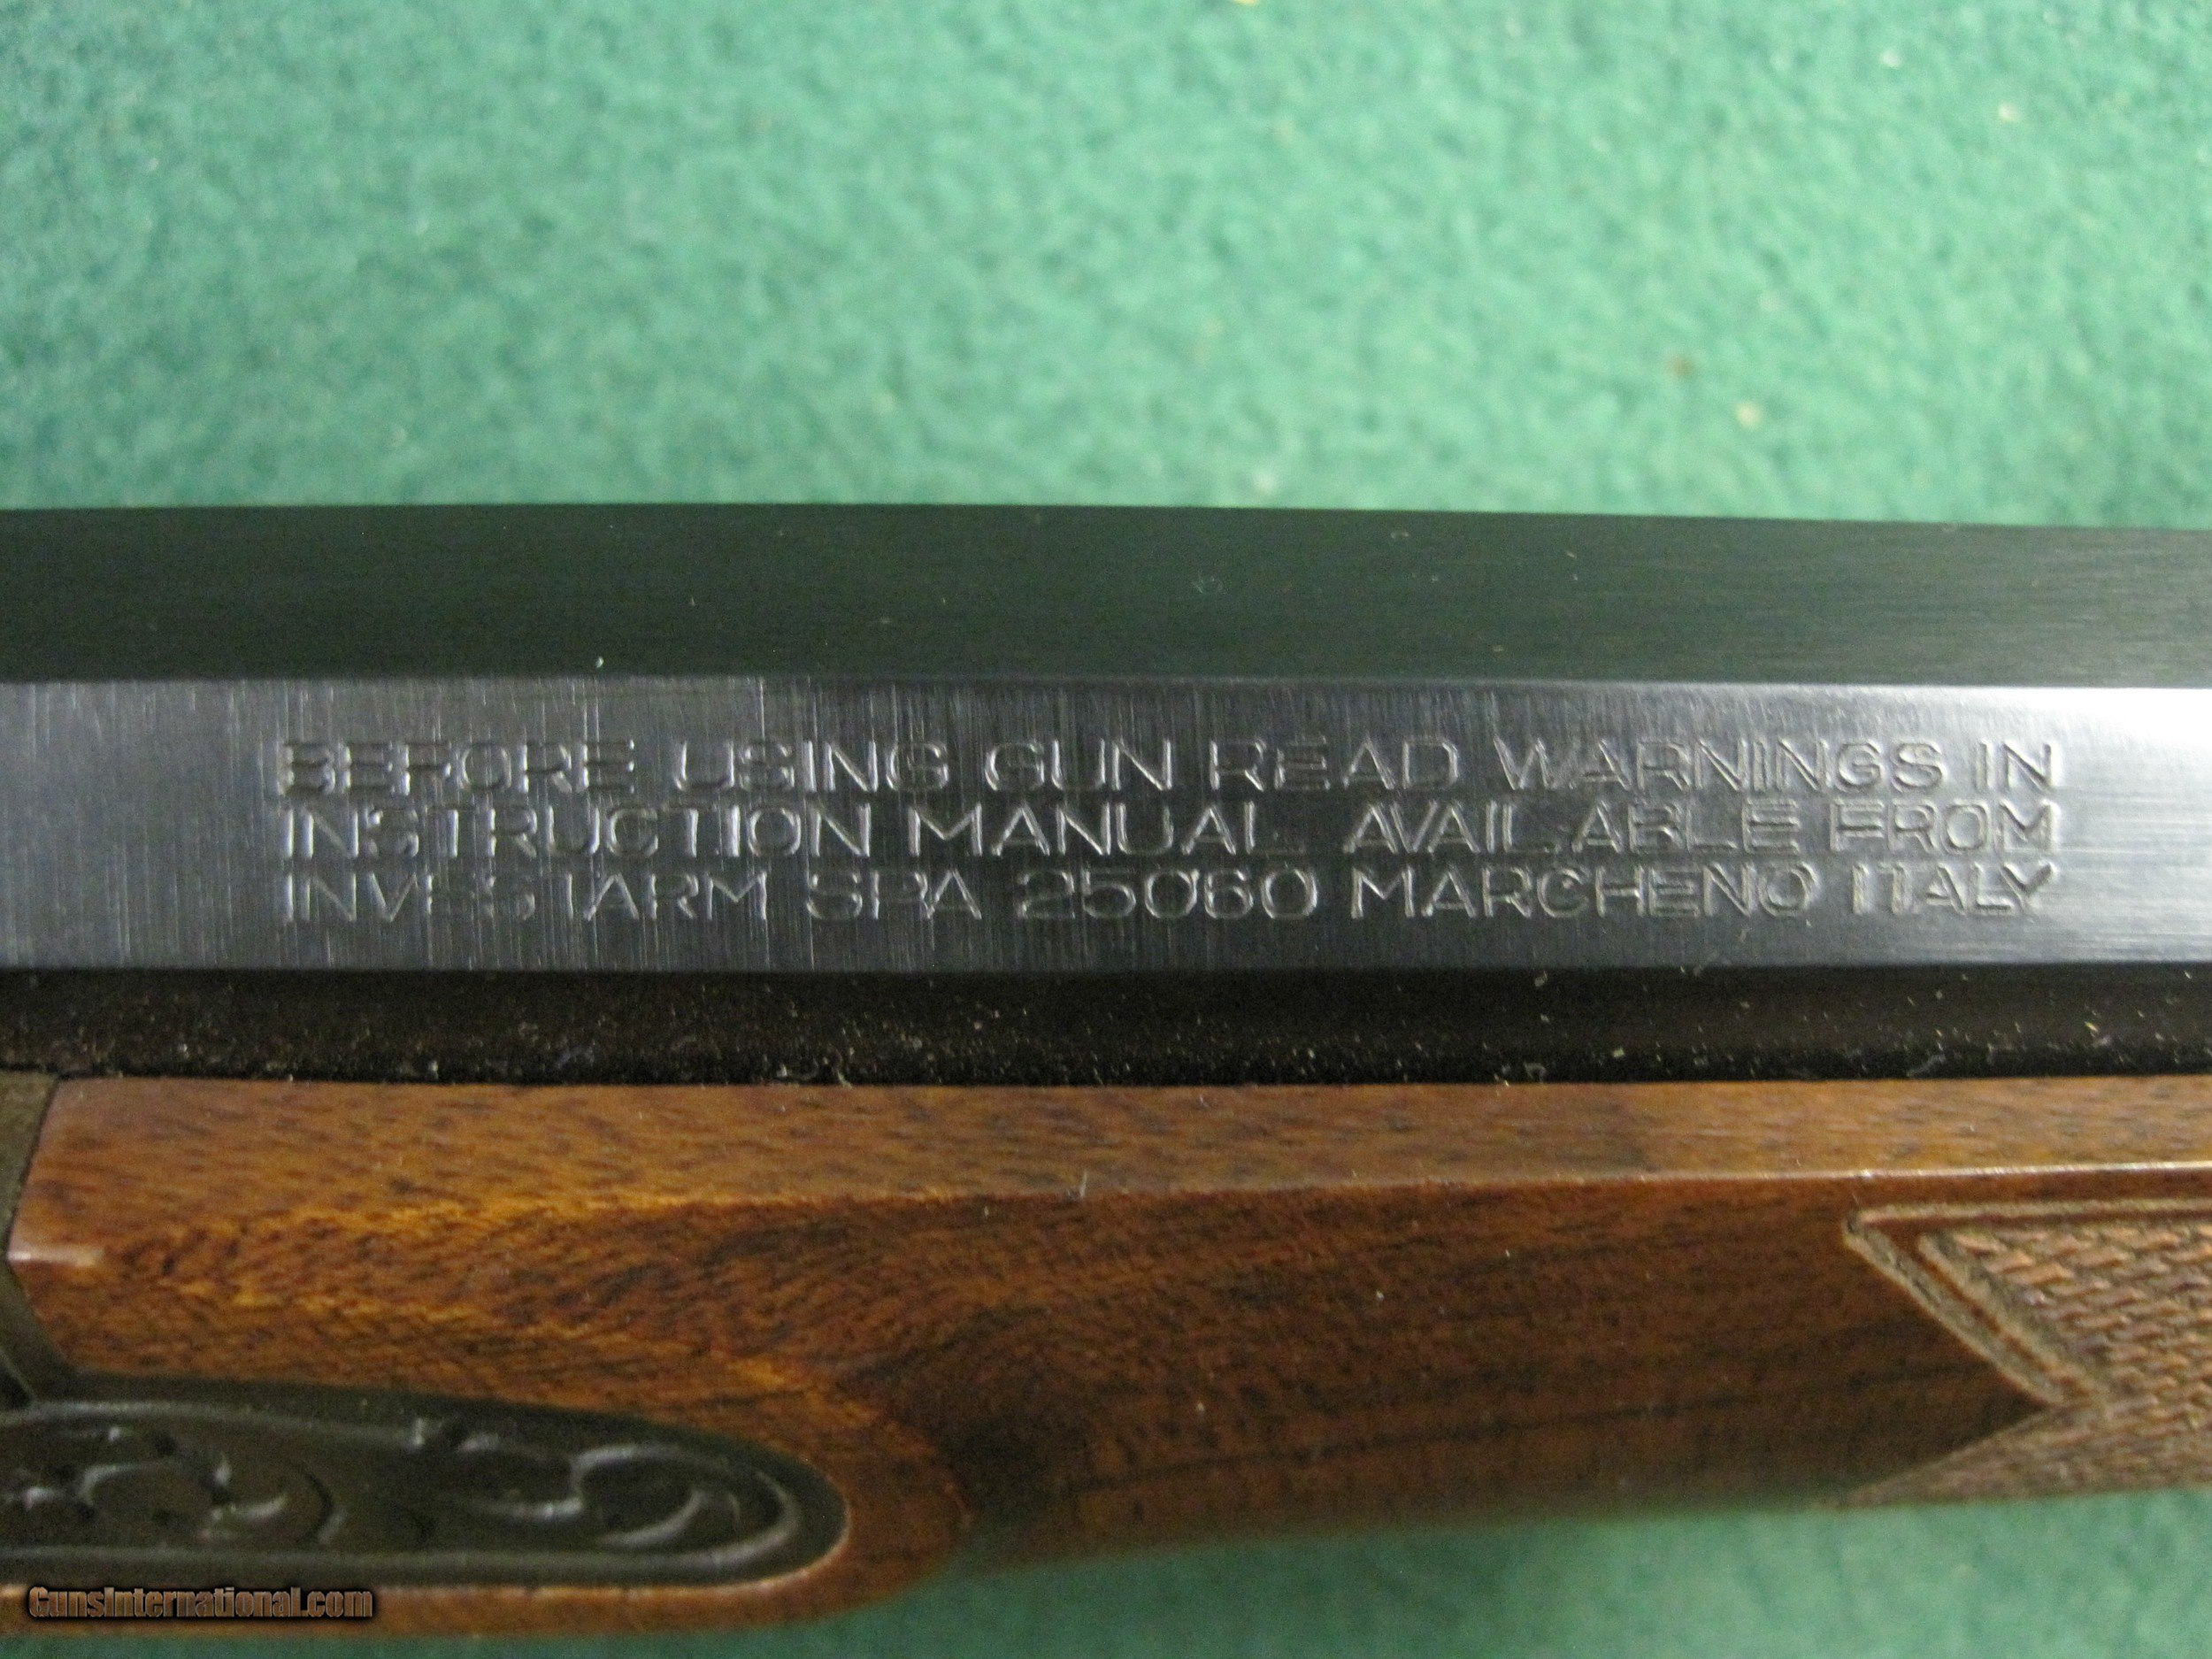 BEFORE USING GUN READ WARNINGS IN
INSTRUCTION MANUAL AVAILABLE FROM
INVESTARM SPA 25060 MARCHENO ITALY
GunsInternational.com